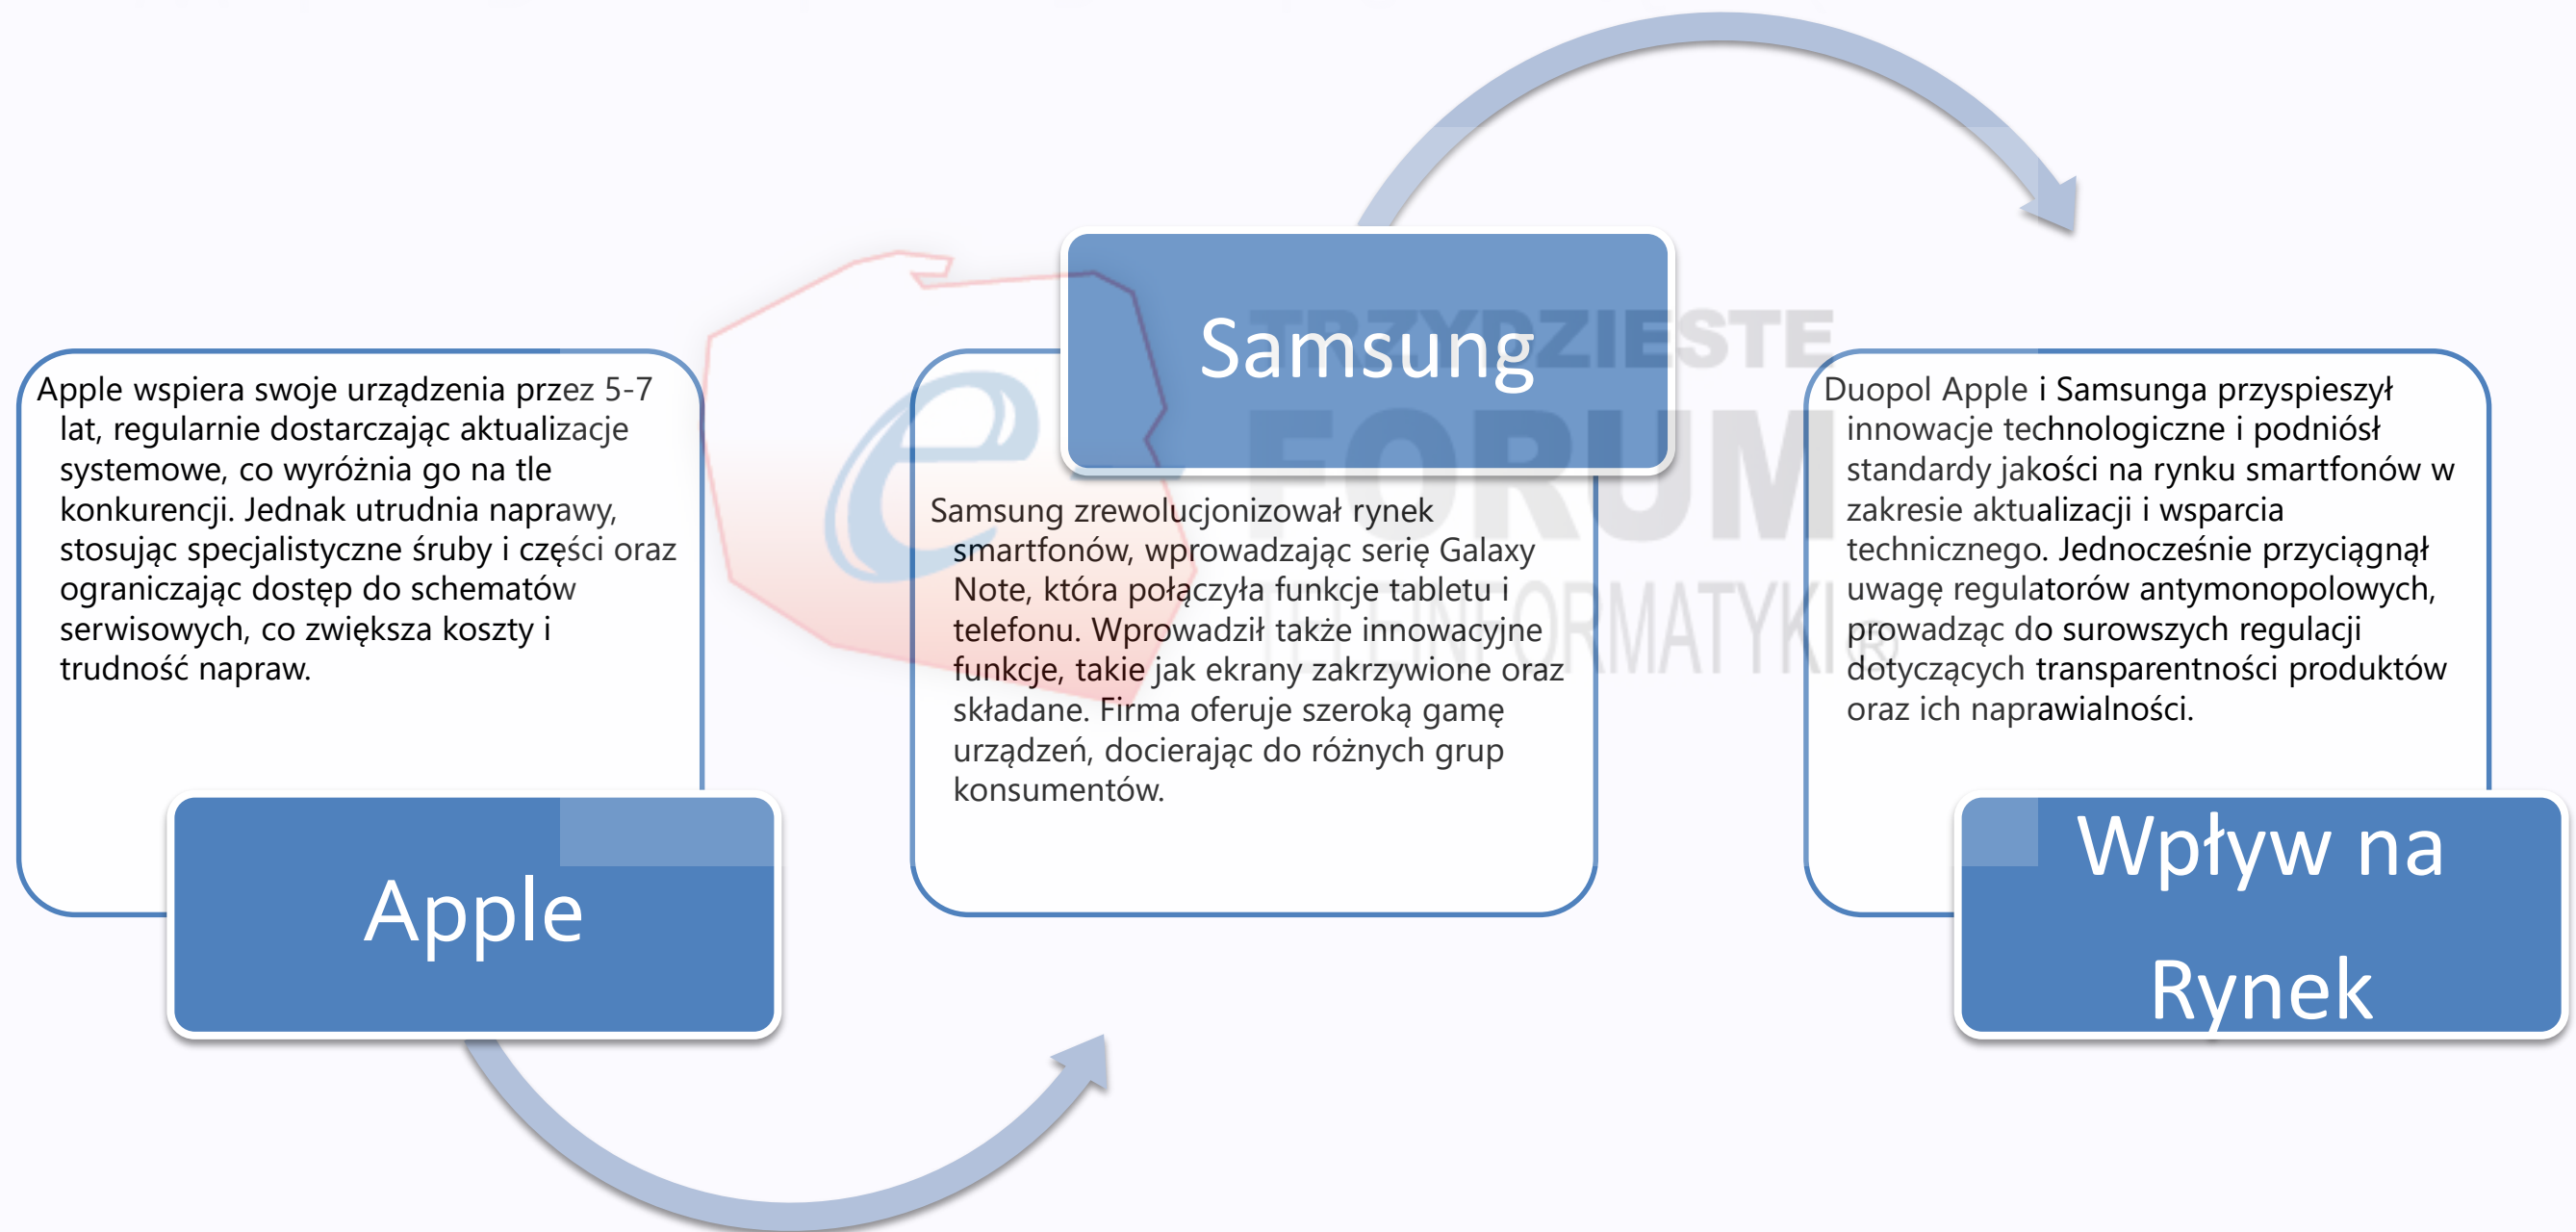 Apple wspiera swoje urządzenia przez 5-7
lat, regularnie dostarczając aktualizacje
systemowe, co wyróżnia go na tle
konkurencji. Jednak utrudnia naprawy,
stosując specjalistyczne śruby i części oraz
ograniczając dostęp do schematów
serwisowych, co zwiększa koszty i
trudność napraw.
Apple
Samsung
Samsung zrewolucjonizował rynek
smartfonów, wprowadzając serię Galaxy
Note, która połączyła funkcje tabletu i
telefonu. Wprowadził także innowacyjne
funkcje, takie jak ekrany zakrzywione oraz
składane. Firma oferuje szeroką gamę
urządzeń, docierając do różnych grup
konsumentów.
Duopol Apple i Samsunga przyspieszył
innowacje technologiczne i podniósł
standardy jakości na rynku smartfonów w
zakresie aktualizacji i wsparcia
technicznego. Jednocześnie przyciągnął
uwagę regulatorów antymonopolowych,
prowadząc do surowszych regulacji
dotyczących transparentności produktów
oraz ich naprawialności.
Wpływ na
Rynek
e
TRZYDZIESTE
FORUM
TELEINFORMATYKI ®